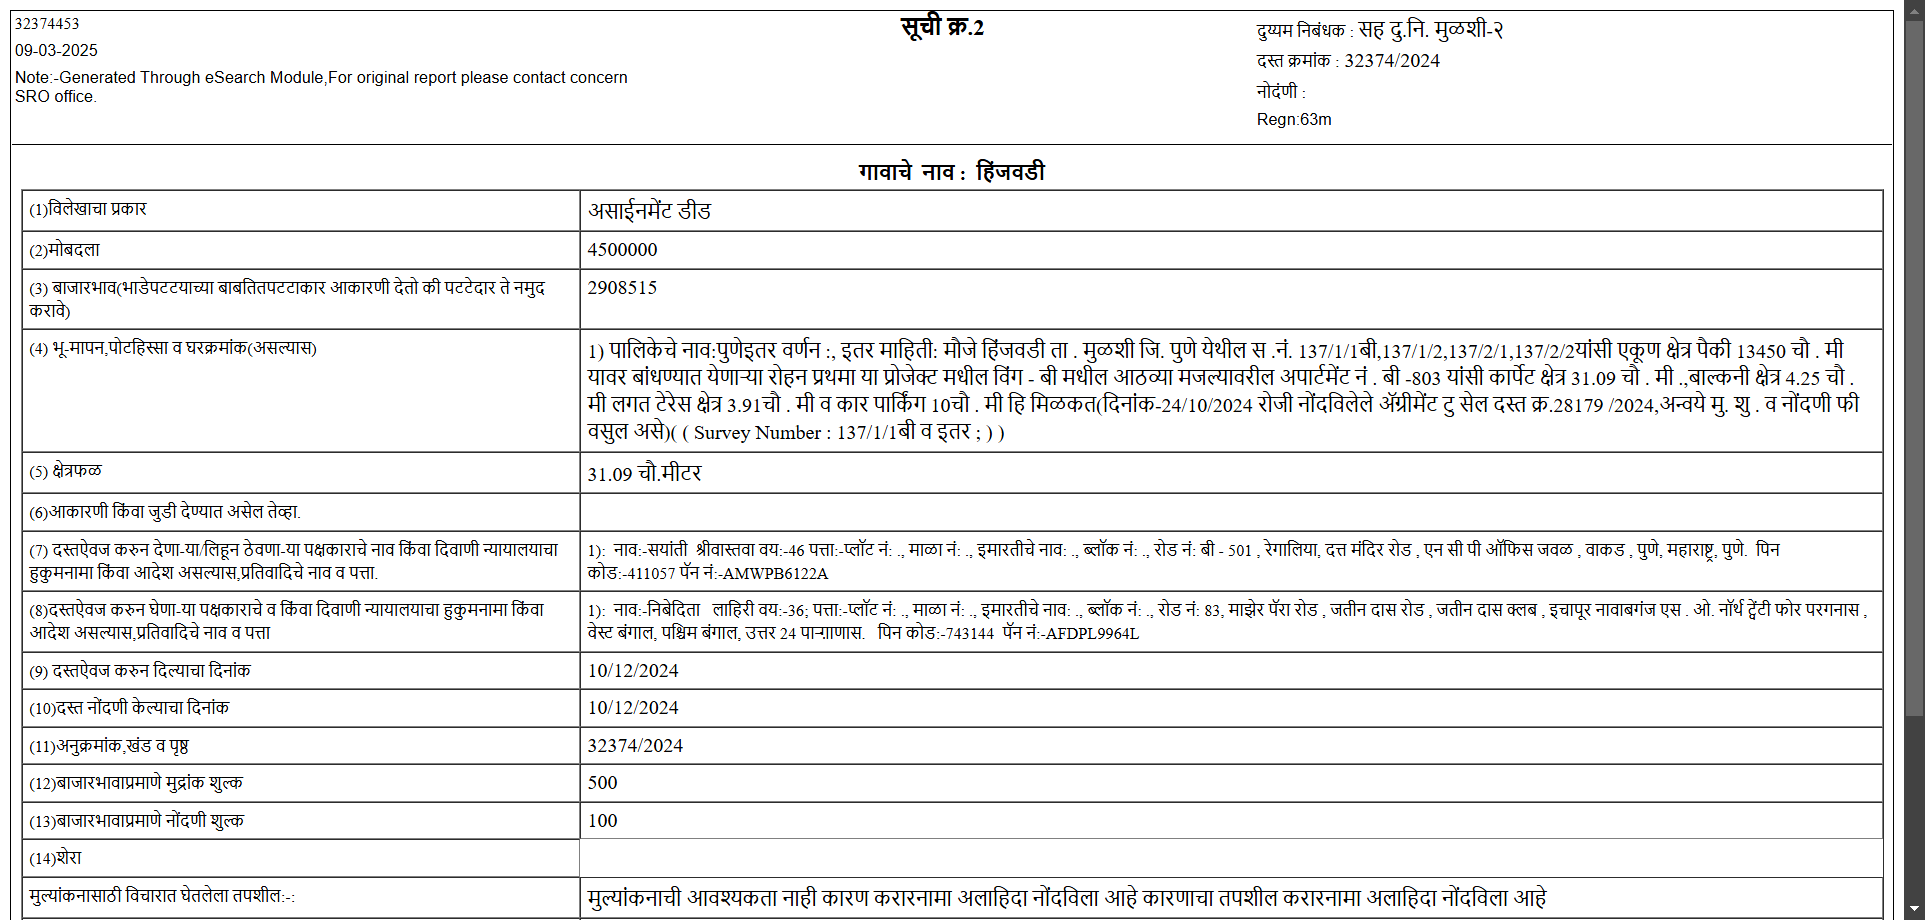 32374453
09-03-2025
Note:-Generated Through eSearch Module,For original report please contact concern
SRO office.
सूची क्र.2
दुय्यम निबंधक : सह दु.नि. मुळशी-२
दस्त क्रमांक : 32374/2024
नोदंणी :
Regn:63m
गावाचे नाव : हिंजवडी
(1)विलेखाचा प्रकार
असाईनमेंट डीड
(2)मोबदला
4500000
(3) बाजारभाव(भाडेपटटयाच्या बाबतितपटटाकार आकारणी देतो की पटटेदार ते नमुद
करावे)
2908515
(4) भू-मापन,पोटहिस्सा व घरक्रमांक(असल्यास)
1) पालिकेचे नाव:पुणेइतर वर्णन :, इतर माहिती: मौजे हिंजवडी ता . मुळशी जि. पुणे येथील स .नं. 137/1/1बी,137/1/2,137/2/1,137/2/2यांसी एकूण क्षेत्र पैकी 13450 चौ . मी
यावर बांधण्यात येणाऱ्या रोहन प्रथमा या प्रोजेक्ट मधील विंग - बी मधील आठव्या मजल्यावरील अपार्टमेंट नं . बी -803 यांसी कार्पेट क्षेत्र 31.09 चौ . मी .,बाल्कनी क्षेत्र 4.25 चौ .
मी लगत टेरेस क्षेत्र 3.91चौ . मी व कार पार्किंग 10चौ . मी हि मिळकत(दिनांक-24/10/2024 रोजी नोंदविलेले अॅग्रीमेंट टु सेल दस्त क्र.28179 /2024,अन्वये मु. शु . व नोंदणी फी
वसुल असे)( ( Survey Number : 137/1/1बी व इतर ; ) )
(5) क्षेत्रफळ
31.09 चौ.मीटर
(6)आकारणी किंवा जुडी देण्यात असेल तेव्हा.
(7) दस्तऐवज करुन देणा-या/लिहून ठेवणा-या पक्षकाराचे नाव किंवा दिवाणी न्यायालयाचा
हुकुमनामा किंवा आदेश असल्यास,प्रतिवादिचे नाव व पत्ता.
1): नाव:-सयांती श्रीवास्तवा वय:-46 पत्ता:-प्लॉट नं: ., माळा नं: ., इमारतीचे नाव: ., ब्लॉक नं: ., रोड नं: बी - 501 , रेगालिया, दत्त मंदिर रोड , एन सी पी ऑफिस जवळ , वाकड , पुणे, महाराष्ट्र, पुणे. पिन
कोड:-411057 पॅन नं:-AMWPB6122A
(8)दस्तऐवज करुन घेणा-या पक्षकाराचे व किंवा दिवाणी न्यायालयाचा हुकुमनामा किंवा
आदेश असल्यास,प्रतिवादिचे नाव व पत्ता
1): नाव:-निबेदिता लाहिरी वय:-36; पत्ता:-प्लॉट नं: ., माळा नं: ., इमारतीचे नाव: ., ब्लॉक नं: ., रोड नं: 83, माझेर पॅरा रोड , जतीन दास रोड , जतीन दास क्लब , इचापूर नावाबगंज एस . ओ. नॉर्थ ट्वेंटी फोर परगनास ,
वेस्ट बंगाल, पश्चिम बंगाल, उत्तर 24 पाऱ्गाणास. पिन कोड:-743144 पॅन नं:-AFDPL9964L
(9) दस्तऐवज करुन दिल्याचा दिनांक
10/12/2024
(10)दस्त नोंदणी केल्याचा दिनांक
10/12/2024
(11)अनुक्रमांक,खंड व पृष्ठ
32374/2024
(12)बाजारभावाप्रमाणे मुद्रांक शुल्क
500
(13)बाजारभावाप्रमाणे नोंदणी शुल्क
100
(14)शेरा
मुल्यांकनासाठी विचारात घेतलेला तपशील:-:
मुल्यांकनाची आवश्यकता नाही कारण करारनामा अलाहिदा नोंदविला आहे कारणाचा तपशील करारनामा अलाहिदा नोंदविला आहे